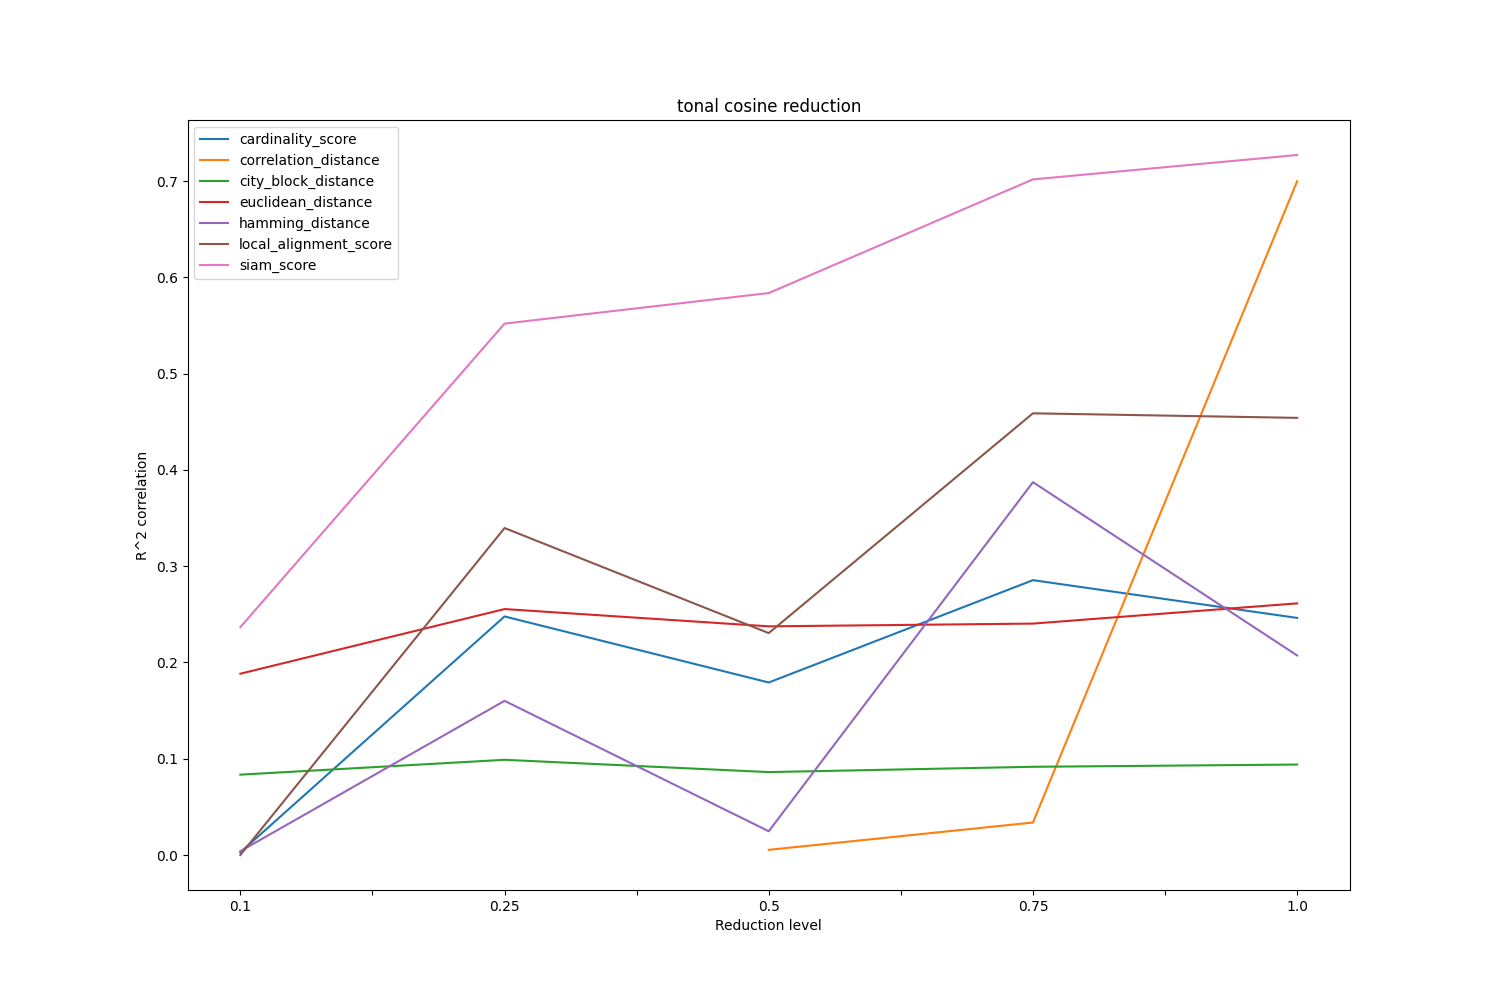 tonal cosine reduction
cardinality_score
correlation_distance
city_block_distance
euclidean_distance
hamming_distance
local_alignment_score
siam_score
R^2 correlation
0.7
0.6
0.5
0.4
0.3
0.2
0.1
0.0
0.1 0.25 0.5 0.75 1.0
Reduction level